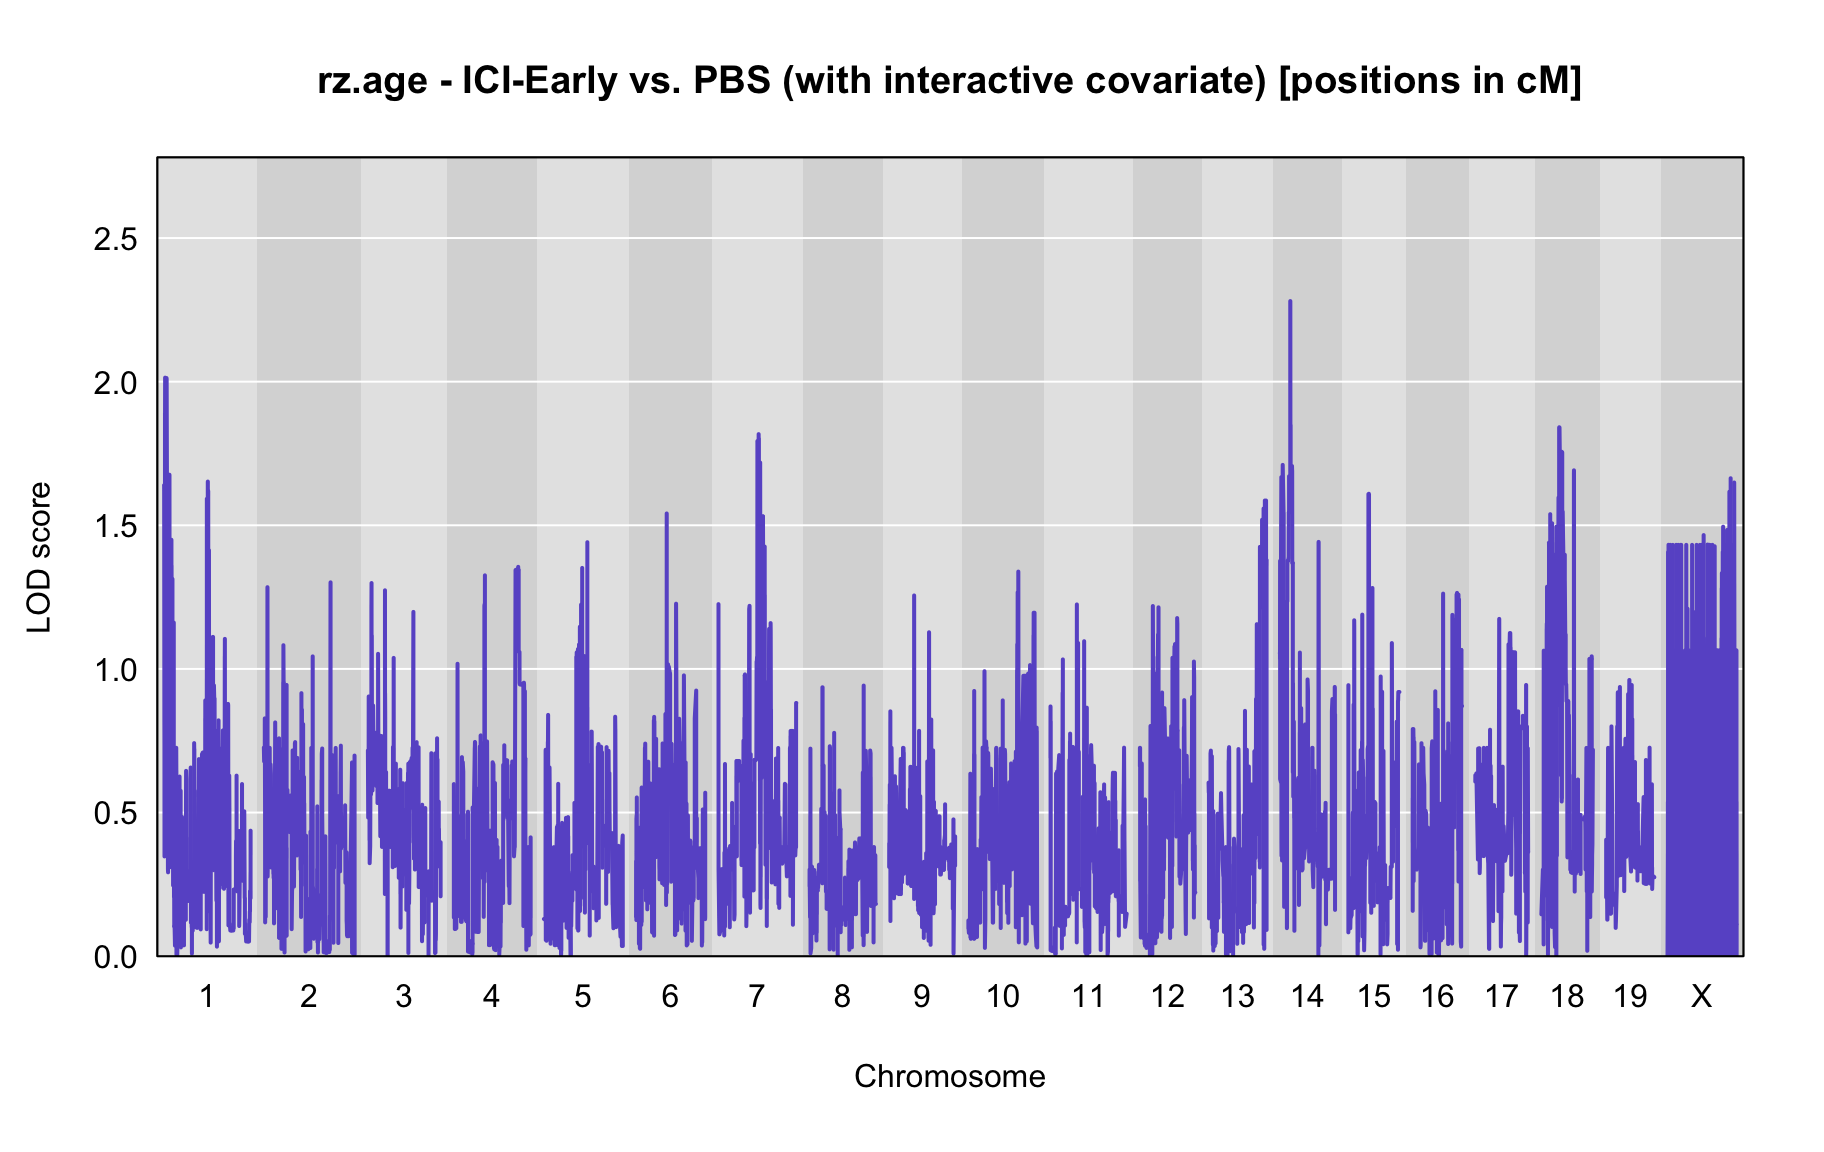 rz.age - ICI-Early vs. PBS (with interactive covariate) [positions in cM]
2.5
2.0
1.5
1.0
0.5
0.0
LOD score
1 2 3 4 5 6 7 8 9 10 11 12 13 14 15 16 17 18 19 X
Chromosome